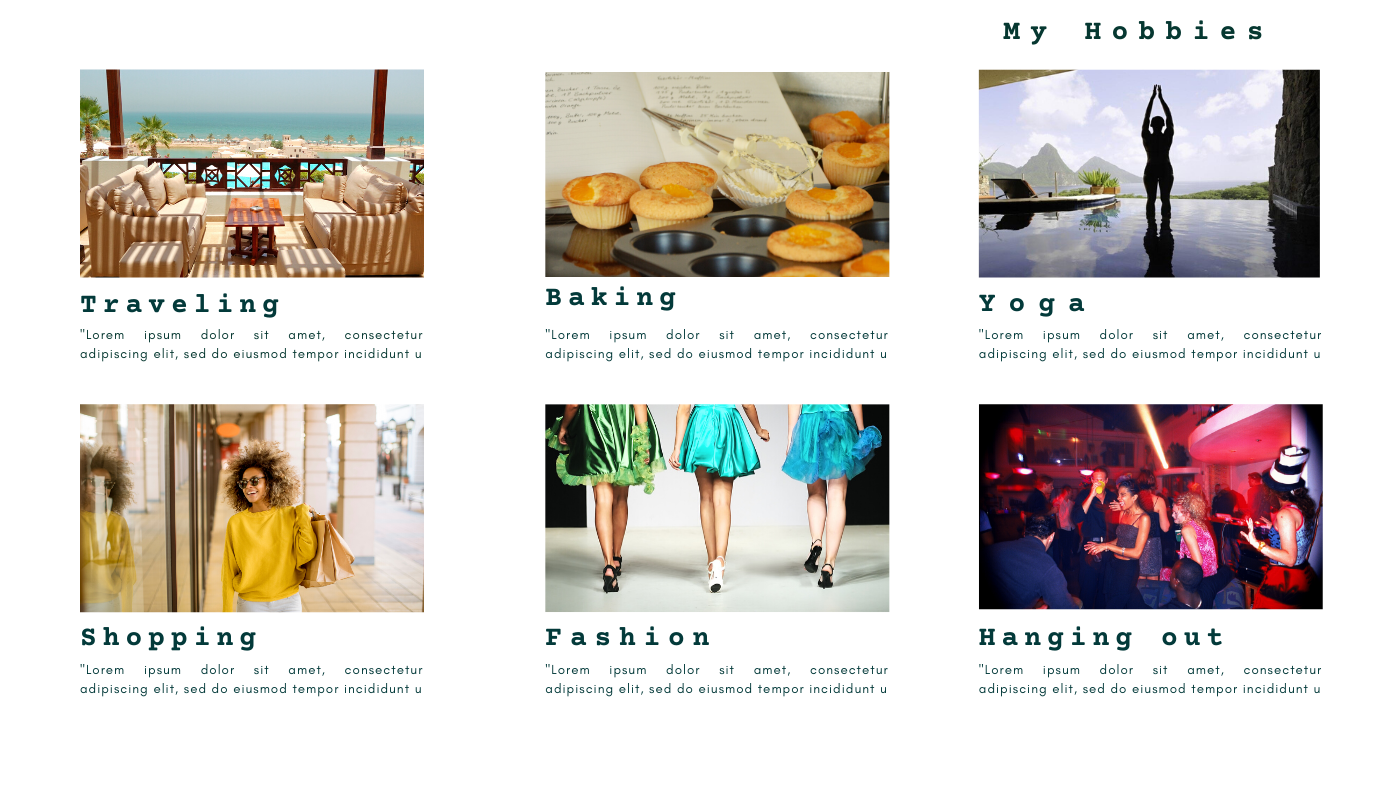 My Hobbies
Traveling
"Lorem ipsum dolor sit amet, consectetur
adipiscing elit, sed do eiusmod tempor incididunt u
Baking
"Lorem ipsum dolor sit amet, consectetur
adipiscing elit, sed do eiusmod tempor incididunt u
Yoga
"Lorem ipsum dolor sit amet, consectetur
adipiscing elit, sed do eiusmod tempor incididunt u
Shopping
"Lorem ipsum dolor sit amet, consectetur
adipiscing elit, sed do eiusmod tempor incididunt u
Fashion
"Lorem ipsum dolor sit amet, consectetur
adipiscing elit, sed do eiusmod tempor incididunt u
Hanging out
"Lorem ipsum dolor sit amet, consectetur
adipiscing elit, sed do eiusmod tempor incididunt u